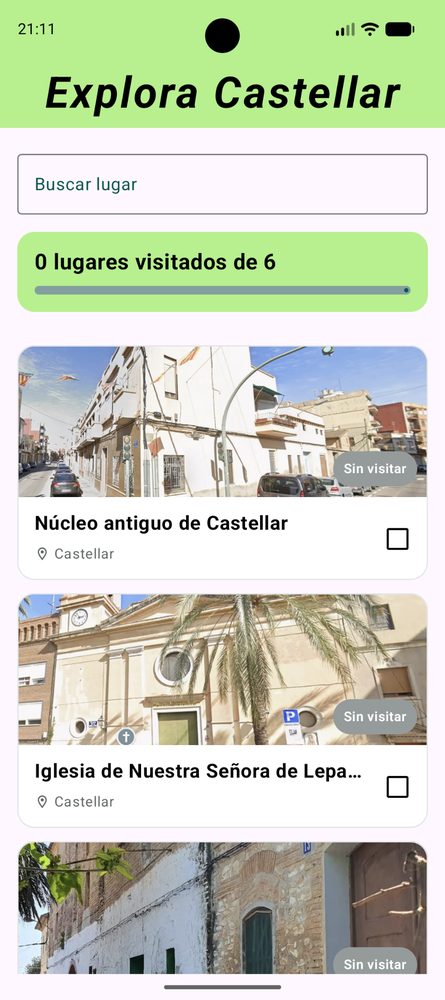 21:11
Explora Castellar
Buscar lugar
0 lugares visitados de 6
Sin visitar
Núcleo antiguo de Castellar
Castellar
P
Sin visitar
Iglesia de Nuestra Señora de Lepa…
Castellar
Sin visitar